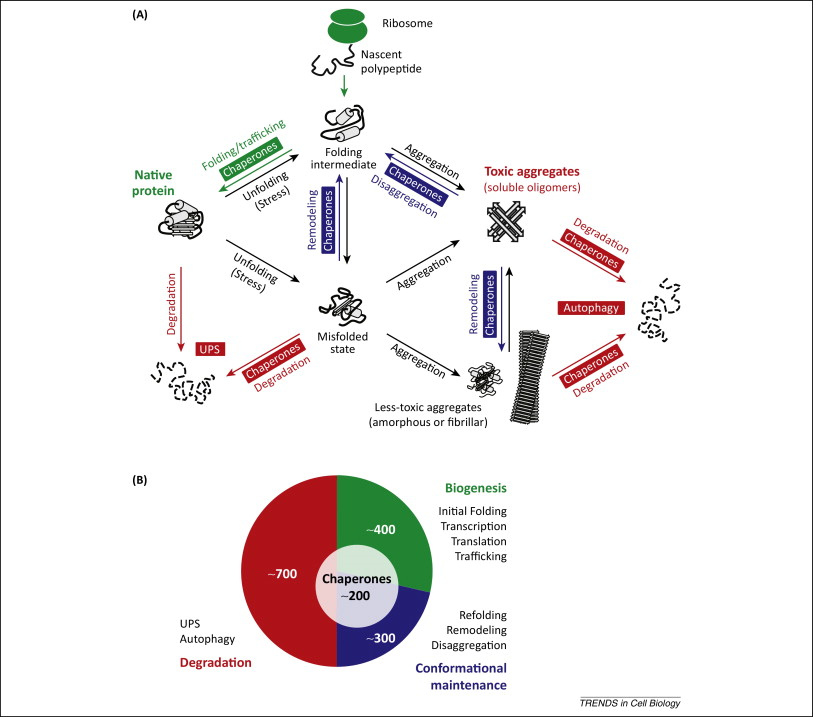 (A)
Ribosome
Nascent
polypeptide
Folding/trafficking
Chaperones
Unfolding
(Stress)
Folding
intermediate
Aggregation
Chaperones
Disaggregation
Native
protein
Toxic aggregates
(soluble oligomers)
Remodeling
Chaperones
Unfolding
(Stress)
Aggregation
Degradation
Chaperones
Degradation
Remodeling
Chaperones
Autophagy
Misfolded
state
UPS
Chaperones
Degradation
Aggregation
Chaperones
Degradation
Less-toxic aggregates
(amorphous or fibrillar)
(B)
Biogenesis
Initial Folding
Transcription
Translation
Trafficking
~400
~700
Chaperones
~200
~300
UPS
Autophagy
Degradation
Refolding
Remodeling
Disaggregation
Conformational
maintenance
TRENDS in Cell Biology